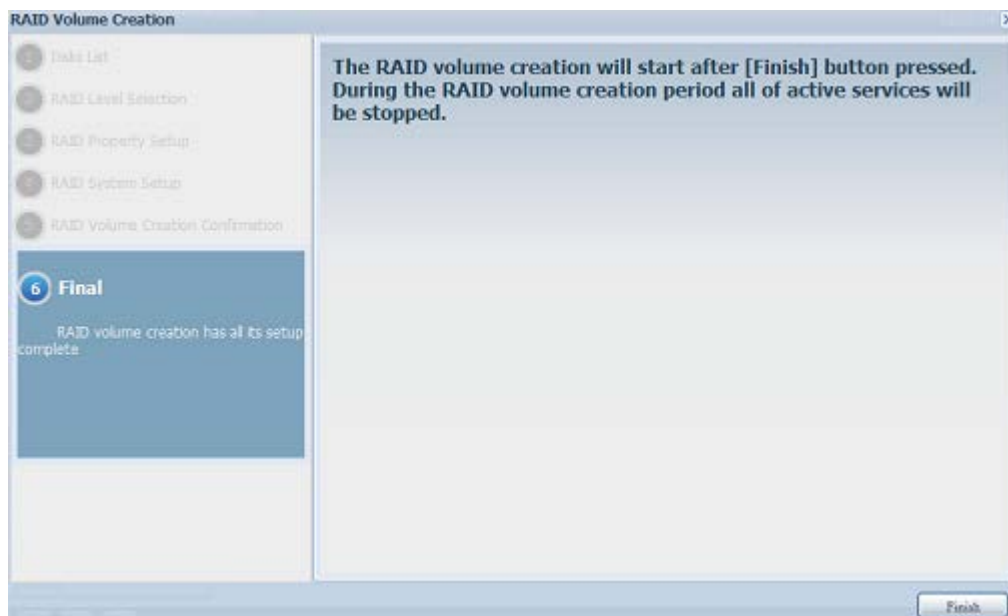 RAID Volume Creation
Disks List
RAID Level Selection
RAID Property Setup
RAID System Setup
RAID Volume Creation Confirmation
6 Final
RAID volume creation has all its setup
complete
The RAID volume creation will start after [Finish] button pressed.
During the RAID volume creation period all of active services will
be stopped.
Finish